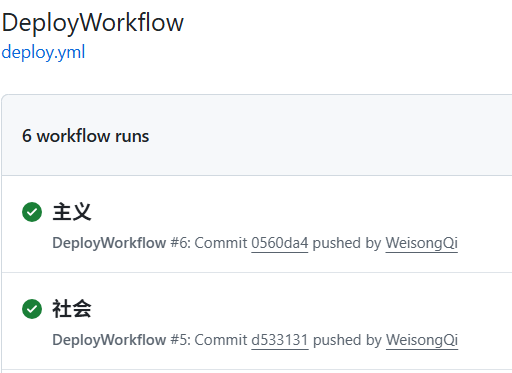 DeployWorkflow
deploy.yml
6 workflow runs
主义
DeployWorkflow #6: Commit 0560da4 pushed by WeisongQi
社会
DeployWorkflow #5: Commit d533131 pushed by WeisongQi